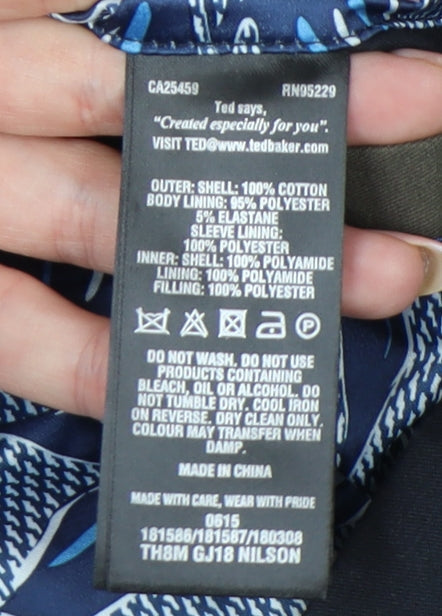 CA25459 RN95229
Ted says,
"Created especially for you".
VISIT TED@www.tedbaker.com
OUTER: SHELL: 100% COTTON
BODY LINING: 95% POLYESTER
5% ELASTANE
SLEEVE LINING:
100% POLYESTER
INNER: SHELL: 100% POLYAMIDE
LINING: 100% POLYAMIDE
FILLING: 100% POLYESTER
P
DO NOT WASH. DO NOT USE
PRODUCTS CONTAINING
BLEACH, OIL OR ALCOHOL. DO
NOT TUMBLE DRY. COOL IRON
ON REVERSE. DRY CLEAN ONLY.
COLOUR MAY TRANSFER WHEN
DAMP.
MADE IN CHINA
MADE WITH CARE, WEAR WITH PRIDE
0615
161586/161587/160308
TH8M GJ18 NILSON